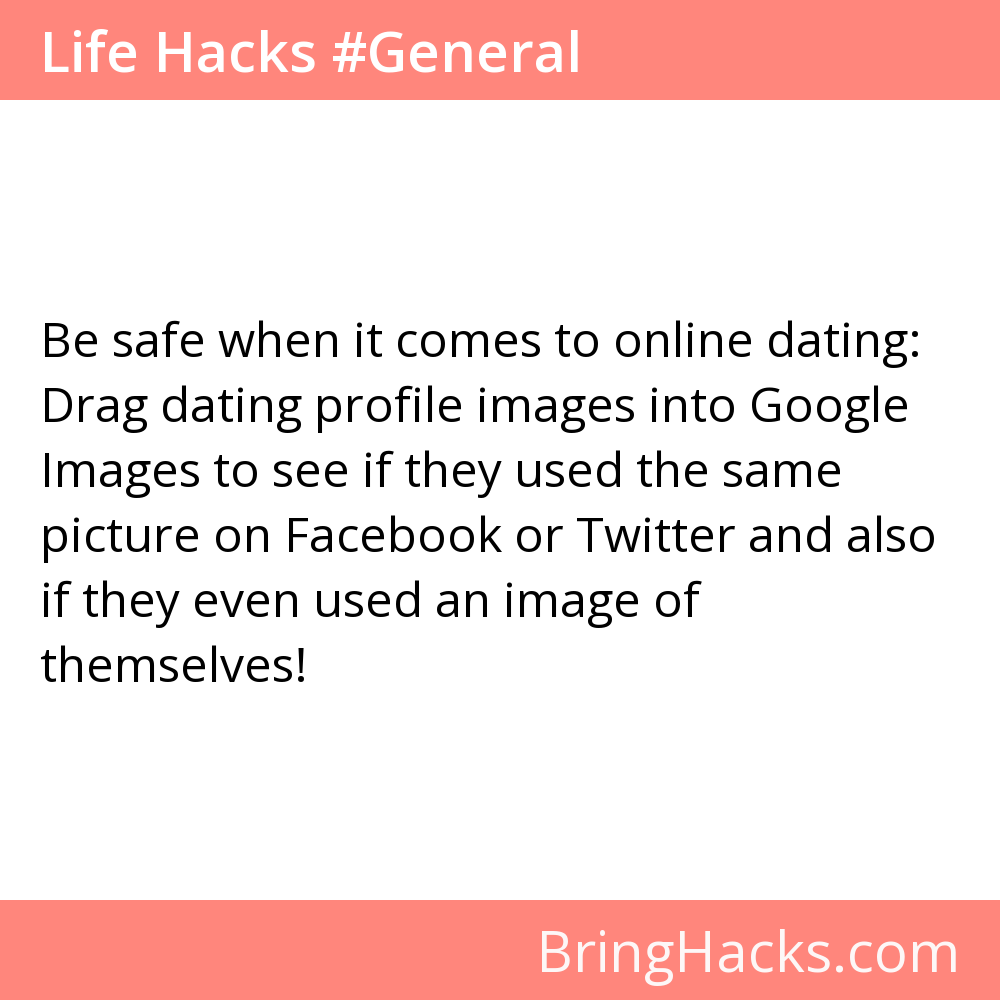 Life Hacks #General
Be safe when it comes to online dating:
Drag dating profile images into Google
Images to see if they used the same
picture on Facebook or Twitter and also
if they even used an image of
themselves!
BringHacks.com